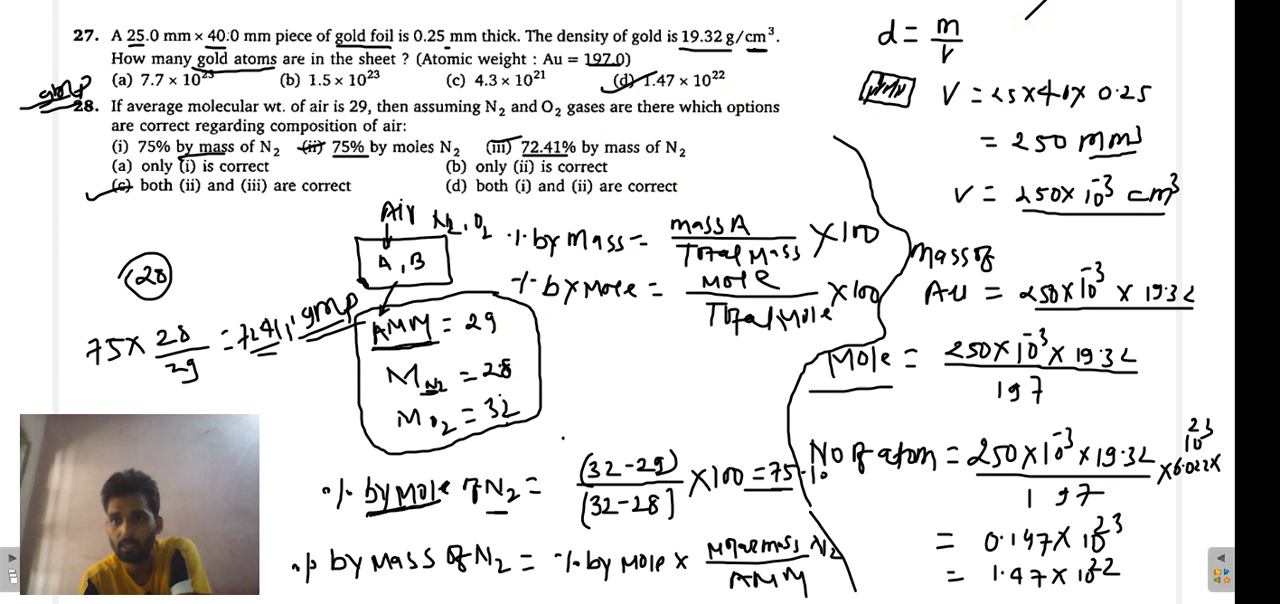 27. A 25.0 mm × 40.0 mm piece of gold foil is 0.25 mm thick. The density of gold is 19.32 g/cm³.
How many gold atoms are in the sheet ? (Atomic weight : Au = 197.0)
(a) 7.7 × 10²³ (b) 1.5 × 10²³ (c) 4.3 × 10²¹ (d) 1.47 × 10²²
gmp
28. If average molecular wt. of air is 29, then assuming N₂ and O₂ gases are there which options
are correct regarding composition of air:
(i) 75% by mass of N₂ (ii) 75% by moles N₂ (iii) 72.41% by mass of N₂
(a) only (i) is correct (b) only (ii) is correct
(c) both (ii) and (iii) are correct (d) both (i) and (ii) are correct
d = m/v
V = 25×40×0.25
= 250 mm³
V = 250×10⁻³ cm³
Mass of
Au = 250×10⁻³ × 19.32
Mole = 250×10⁻³ × 19.32 / 197
No of atom = 250×10⁻³ × 19.32 / 197 × 6.022 × 10²³
= 0.147 × 10²³
= 1.47 × 10²²
28
Air N₂, O₂
A, B
AMM = 29
M N₂ = 28
M O₂ = 32
% by Mass = mass A / Total Mass × 100
% by Mole = Mole / Total Mole × 100
75 × 28/29 = 72.41% gmp
% by Mole of N₂ = (32-29) / (32-28) × 100 = 75%
% by Mass of N₂ = % by Mole × Molar mass N₂ / AMM